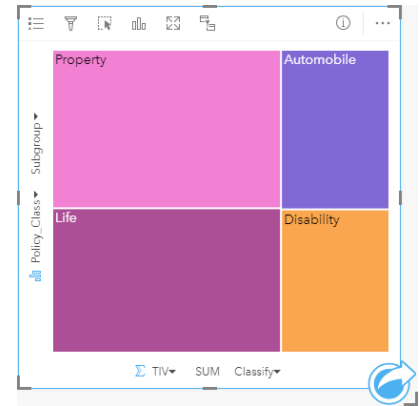 Property
Automobile
Life
Disability
Policy_Class
Subgroup
Σ TIV
SUM
Classify